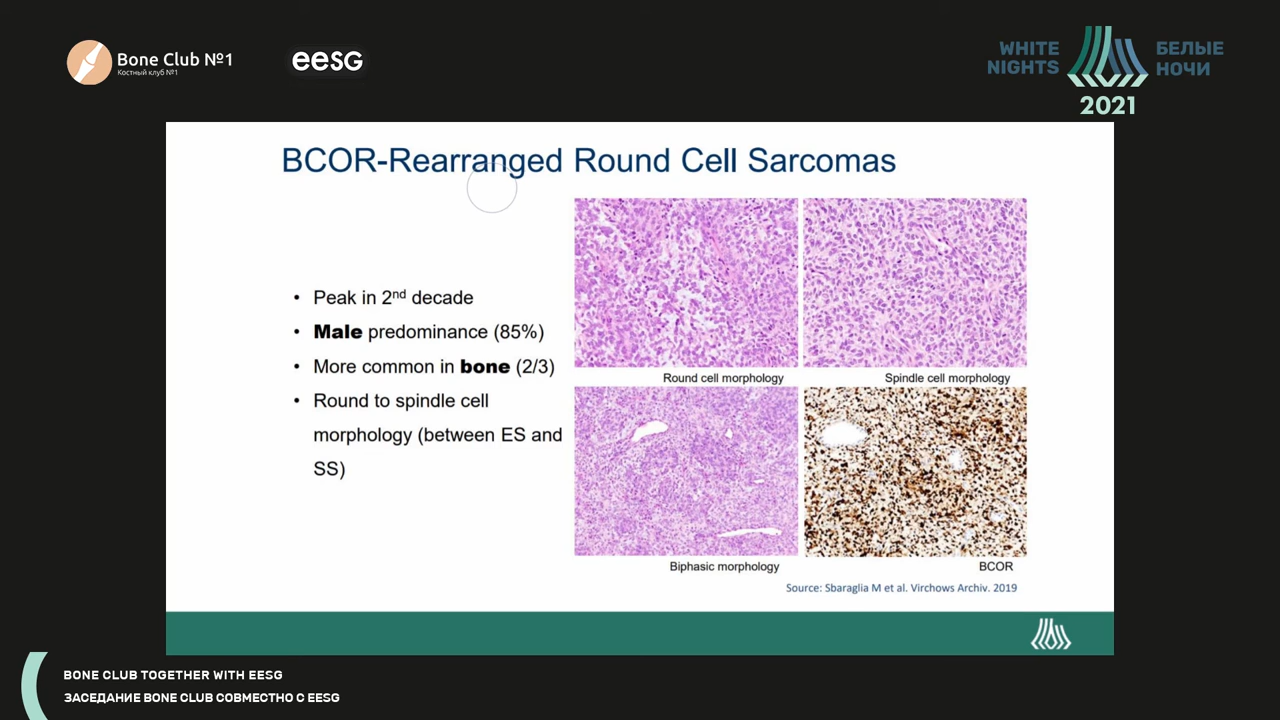 Bone Club №1
Костный клуб №1
eesg
WHITE
NIGHTS
БЕЛЫЕ
НОЧИ
2021
BCOR-Rearranged Round Cell Sarcomas
• Peak in 2nd decade
• Male predominance (85%)
• More common in bone (2/3)
• Round to spindle cell
morphology (between ES and
SS)
Round cell morphology
Spindle cell morphology
Biphasic morphology
BCOR
Source: Sbaraglia M et al. Virchows Archiv. 2019
BONE CLUB TOGETHER WITH EESG
ЗАСЕДАНИЕ BONE CLUB СОВМЕСТНО С EESG